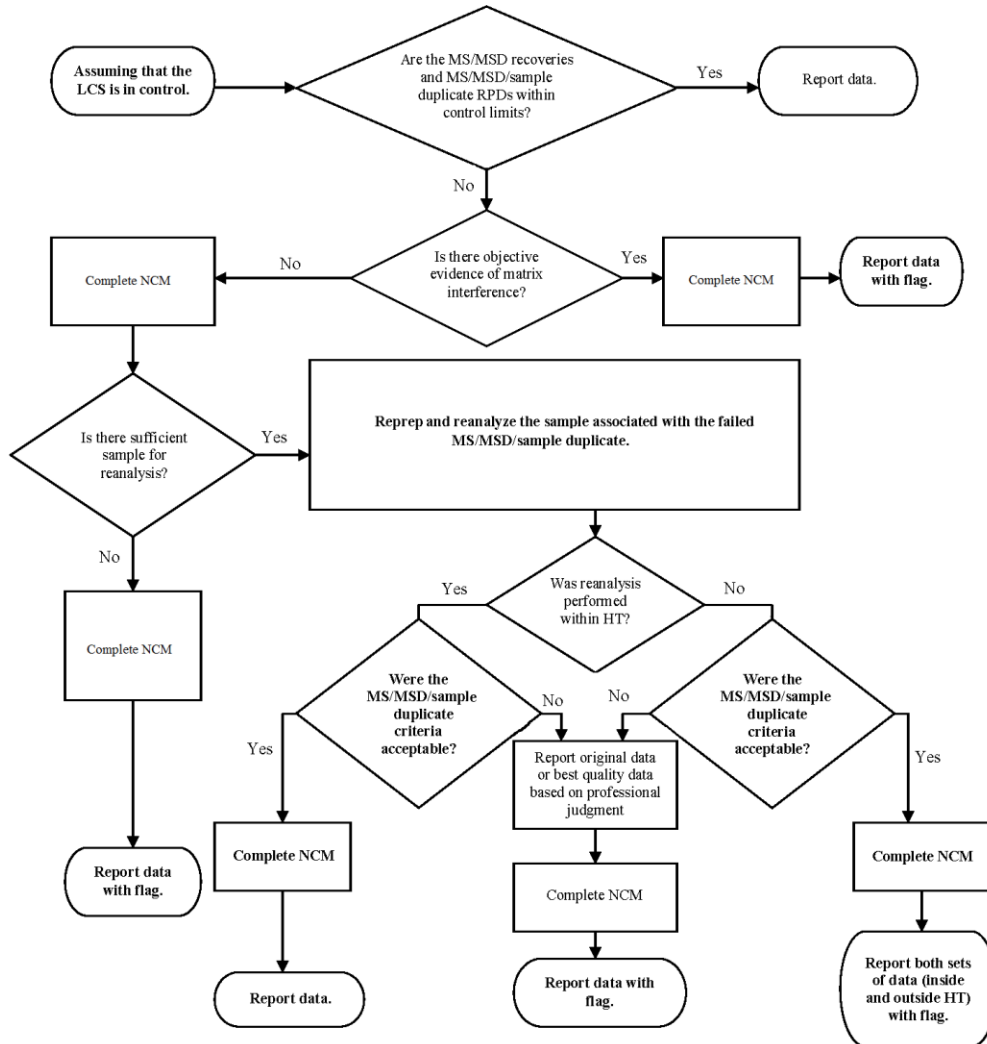 Assuming that the
LCS is in control.
Are the MS/MSD recoveries
and MS/MSD/sample
duplicate RPDs within
control limits?
Yes
Report data.
No
Is there objective
evidence of matrix
interference?
No
Complete NCM
Yes
Complete NCM
Report data
with flag.
Is there sufficient
sample for
reanalysis?
Yes
Reprep and reanalyze the sample associated with the failed
MS/MSD/sample duplicate.
No
Complete NCM
Report data
with flag.
Was reanalysis
performed
within HT?
Yes
No
Were the
MS/MSD/sample
duplicate
criteria
acceptable?
Yes
No
Were the
MS/MSD/sample
duplicate
criteria
acceptable?
No
Yes
Report original data
or best quality data
based on professional
judgment
Complete NCM
Complete NCM
Complete NCM
Report data.
Report data with
flag.
Report both sets
of data (inside
and outside HT)
with flag.